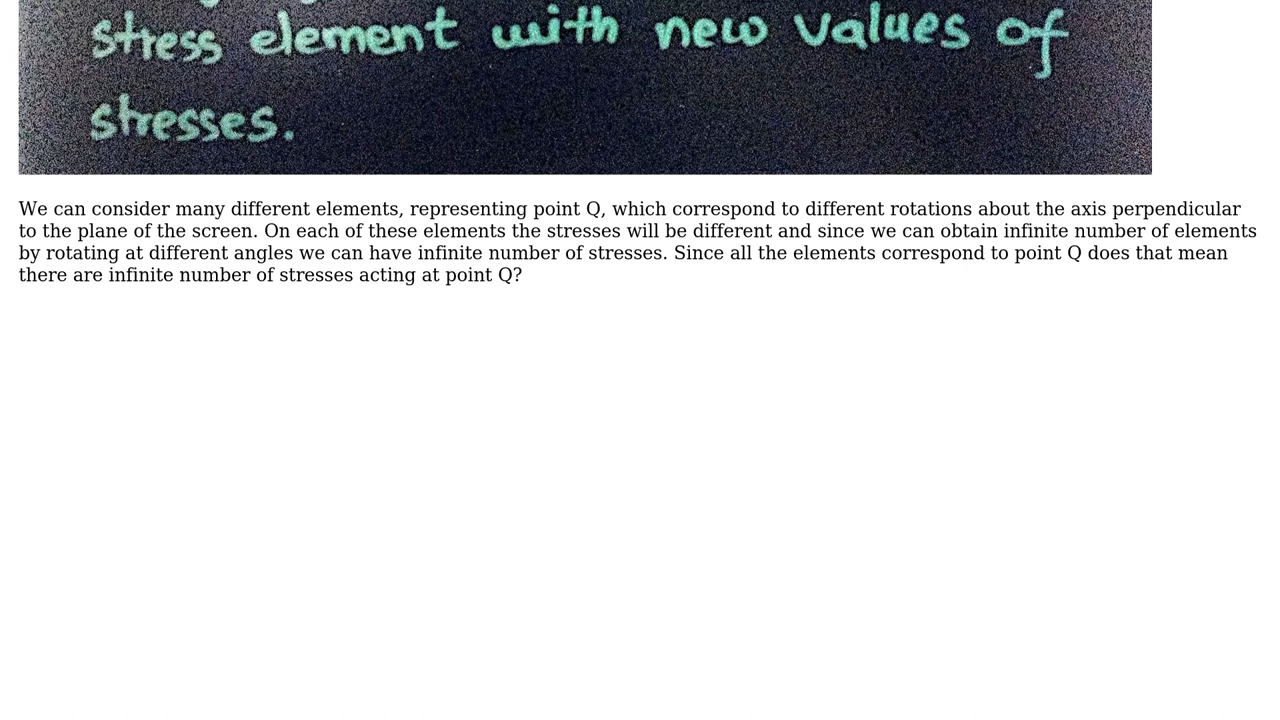 stress element with new values of
stresses.
We can consider many different elements, representing point Q, which correspond to different rotations about the axis perpendicular
to the plane of the screen. On each of these elements the stresses will be different and since we can obtain infinite number of elements
by rotating at different angles we can have infinite number of stresses. Since all the elements correspond to point Q does that mean
there are infinite number of stresses acting at point Q?